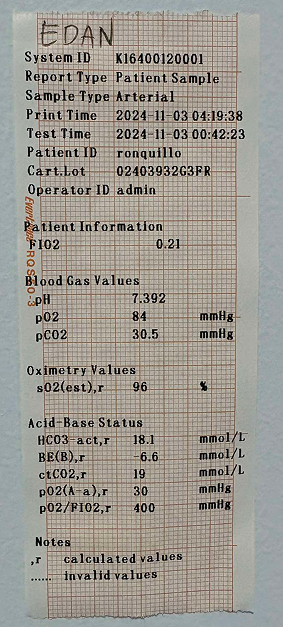 EDAN
System ID K16400120001
Report Type Patient Sample
Sample Type Arterial
Print Time 2024-11-03 04:19:38
Test Time 2024-11-03 00:42:23
Patient ID ronquillo
Cart.Lot 02403932G3FR
Operator ID admin
Patient Information
FIO2 0.21
Blood Gas Values
pH 7.392
pO2 84 mmHg
pCO2 30.5 mmHg
Oximetry Values
sO2(est),r 96 %
Acid-Base Status
HCO3-act,r 18.1 mmol/L
BE(B),r -6.6 mmol/L
ctCO2,r 19 mmol/L
pO2(A-a),r 30 mmHg
pO2/FIO2,r 400 mmHg
Notes
,r calculated values
...... invalid values